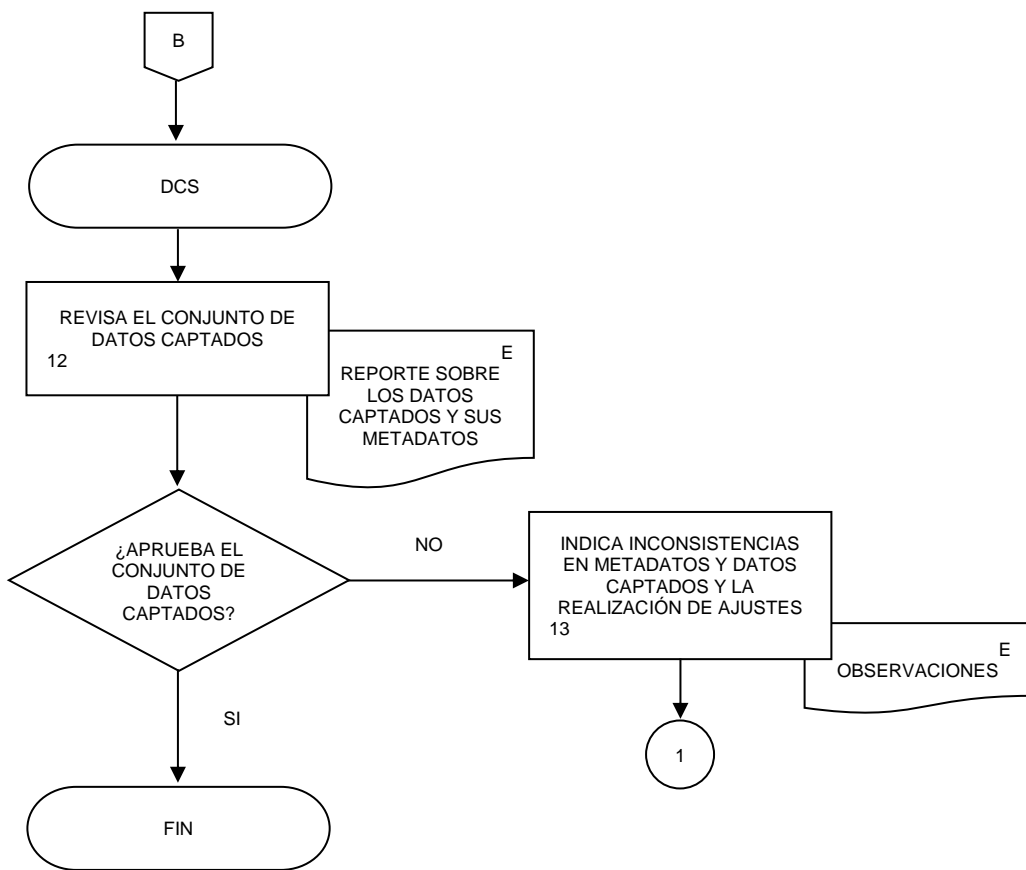 B
DCS
REVISA EL CONJUNTO DE
DATOS CAPTADOS
12
E
REPORTE SOBRE
LOS DATOS
CAPTADOS Y SUS
METADATOS
¿APRUEBA EL
CONJUNTO DE
DATOS
CAPTADOS?
NO
INDICA INCONSISTENCIAS
EN METADATOS Y DATOS
CAPTADOS Y LA
REALIZACIÓN DE AJUSTES
13
E
OBSERVACIONES
1
SI
FIN